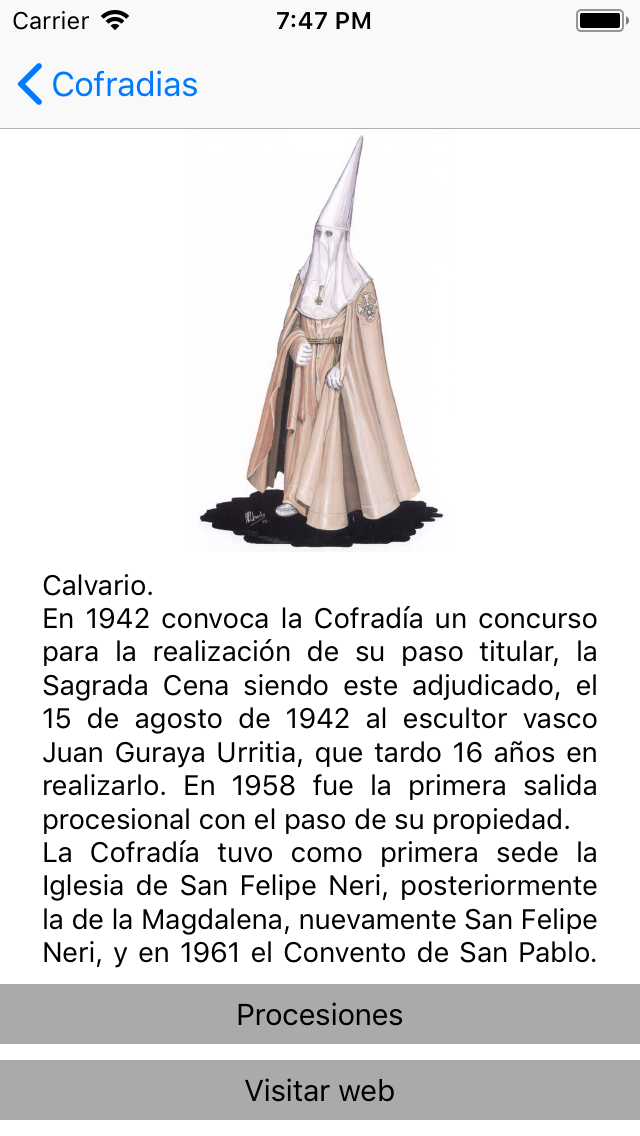 Carrier 7:47 PM
Cofradias
Calvario.
En 1942 convoca la Cofradía un concurso
para la realización de su paso titular, la
Sagrada Cena siendo este adjudicado, el
15 de agosto de 1942 al escultor vasco
Juan Guraya Urritia, que tardo 16 años en
realizarlo. En 1958 fue la primera salida
procesional con el paso de su propiedad.
La Cofradía tuvo como primera sede la
Iglesia de San Felipe Neri, posteriormente
la de la Magdalena, nuevamente San Felipe
Neri, y en 1961 el Convento de San Pablo.
Procesiones
Visitar web